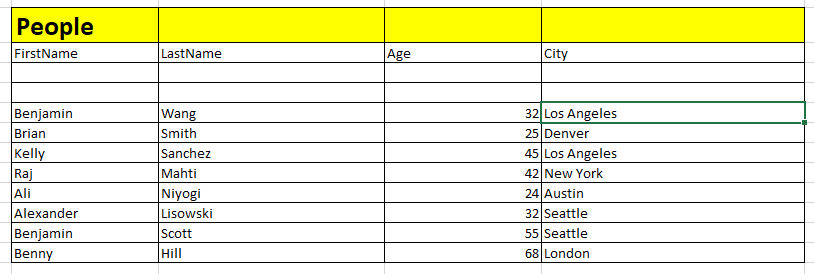 People
FirstName LastName Age City
Benjamin Wang 32 Los Angeles
Brian Smith 25 Denver
Kelly Sanchez 45 Los Angeles
Raj Mahti 42 New York
Ali Niyogi 24 Austin
Alexander Lisowski 32 Seattle
Benjamin Scott 55 Seattle
Benny Hill 68 London